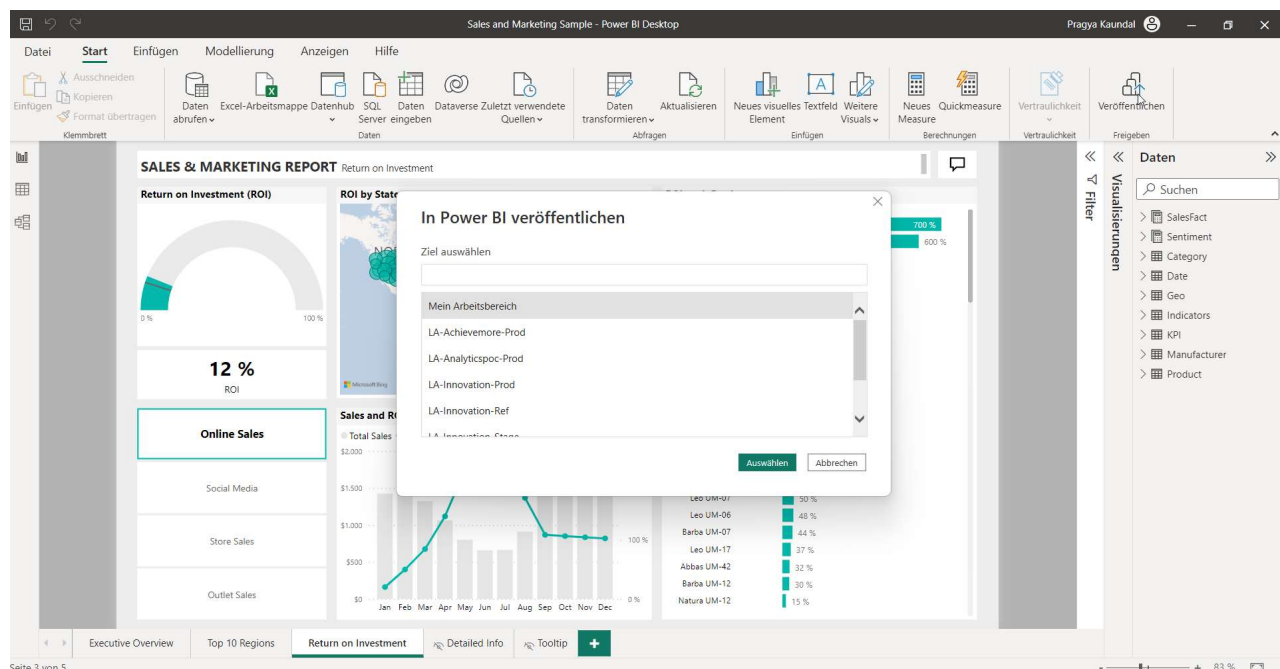 Sales and Marketing Sample - Power BI Desktop
Pragya Kaundal
Datei Start Einfügen Modellierung Anzeigen Hilfe
Einfügen
Ausschneiden
Kopieren
Format übertragen
Klemmbrett
Daten abrufen
Excel-Arbeitsmappe
Datenhub
SQL Server
Daten eingeben
Dataverse
Zuletzt verwendete Quellen
Daten
Daten transformieren
Aktualisieren
Abfragen
Neues visuelles Element
Textfeld
Weitere Visuals
Einfügen
Neues Measure
Quickmeasure
Berechnungen
Vertraulichkeit
Vertraulichkeit
Veröffentlichen
Freigeben
SALES & MARKETING REPORT Return on Investment
Return on Investment (ROI)
0 %
100 %
12 %
ROI
Online Sales
Social Media
Store Sales
Outlet Sales
ROI by State
Microsoft Bing
Total Sales
$2.000
$1.500
$1.000
$500
$0
100 %
0 %
Jan Feb Mar Apr May Jun Jul Aug Sep Oct Nov Dec
700 %
600 %
Leo UM-07 50 %
Leo UM-06 48 %
Barba UM-07 44 %
Leo UM-17 37 %
Abbas UM-42 32 %
Barba UM-12 30 %
Natura UM-12 15 %
In Power BI veröffentlichen
Ziel auswählen
Mein Arbeitsbereich
LA-Achievemore-Prod
LA-Analyticspoc-Prod
LA-Innovation-Prod
LA-Innovation-Ref
LA-Innovation-Stage
Auswählen
Abbrechen
Filter
Visualisierungen
Daten
Suchen
SalesFact
Sentiment
Category
Date
Geo
Indicators
KPI
Manufacturer
Product
Executive Overview Top 10 Regions Return on Investment Detailed Info Tooltip
Seite 3 von 5
83 %